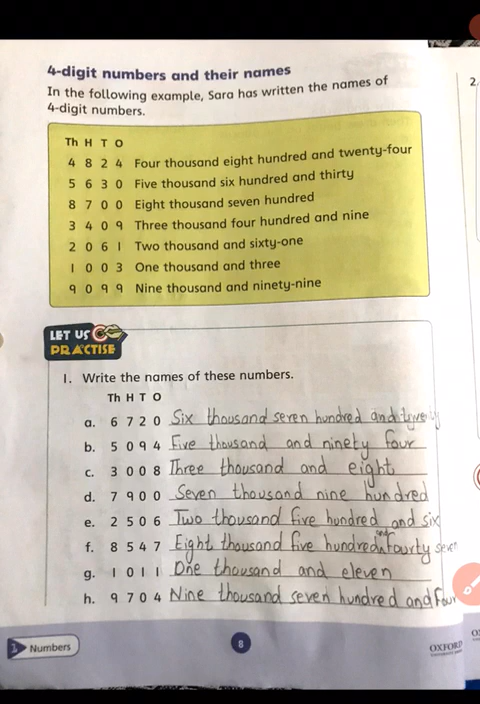 4-digit numbers and their names
In the following example, Sara has written the names of
4-digit numbers.
Th H T O
4 8 2 4 Four thousand eight hundred and twenty-four
5 6 3 0 Five thousand six hundred and thirty
8 7 0 0 Eight thousand seven hundred
3 4 0 9 Three thousand four hundred and nine
2 0 6 1 Two thousand and sixty-one
1 0 0 3 One thousand and three
9 0 9 9 Nine thousand and ninety-nine
LET US
PRACTISE
1. Write the names of these numbers.
Th H T O
a. 6 7 2 0 Six thousand seven hundred and twenty
b. 5 0 9 4 Five thousand and ninety four
c. 3 0 0 8 Three thousand and eight
d. 7 9 0 0 Seven thousand nine hundred
e. 2 5 0 6 Two thousand five hundred and six
f. 8 5 4 7 Eight thousand five hundred and fourty
g. 1 0 1 1 One thousand and eleven
h. 9 7 0 4 Nine thousand seven hundred and four
1 Numbers
8
OXFORD
2.